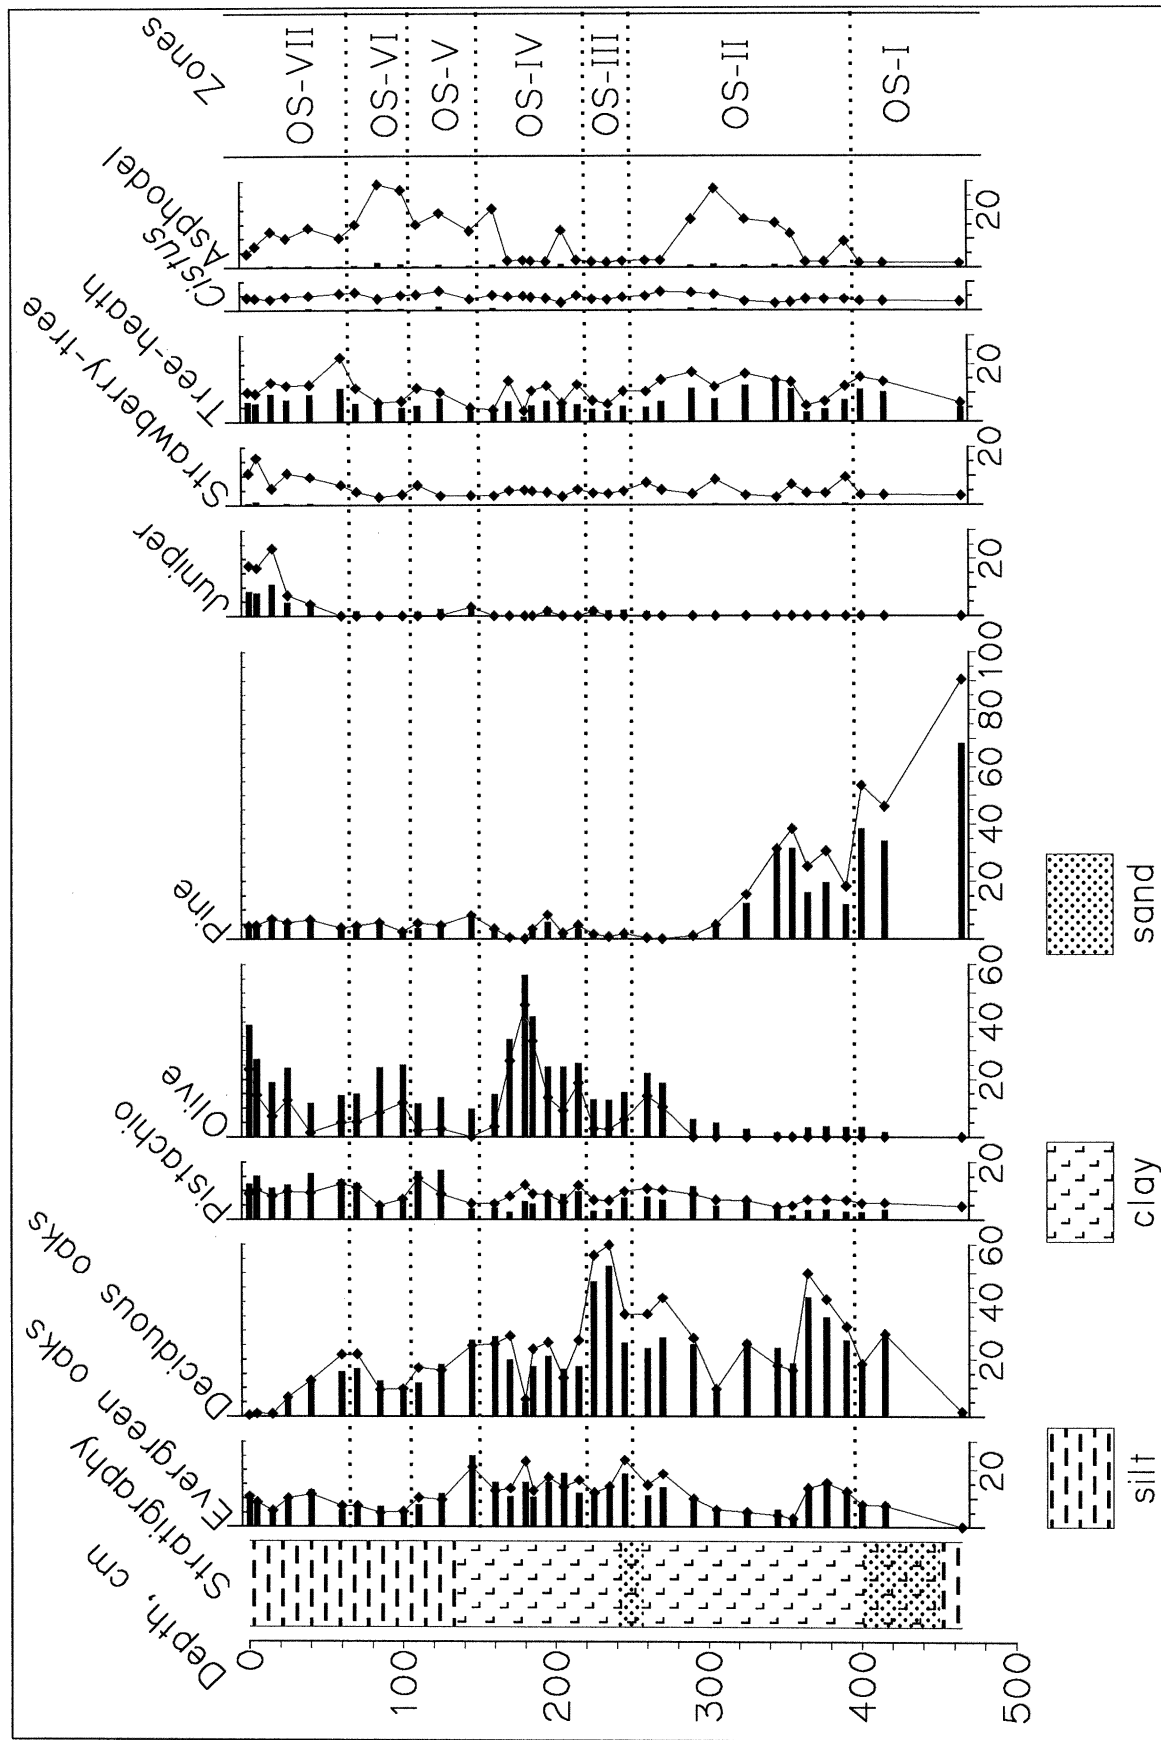 Depth, cm
Stratigraphy
Evergreen oaks
Deciduous oaks
Pistachio
Olive
Pine
Juniper
Strawberry-tree
Tree-heath
Cistus
Asphodel
Zones
0
100
200
300
400
500
OS-VII
OS-VI
OS-V
OS-IV
OS-III
OS-II
OS-I
20
20 40 60
20
20 40 60
20 40 60 80 100
20
20
20
20
silt
clay
sand